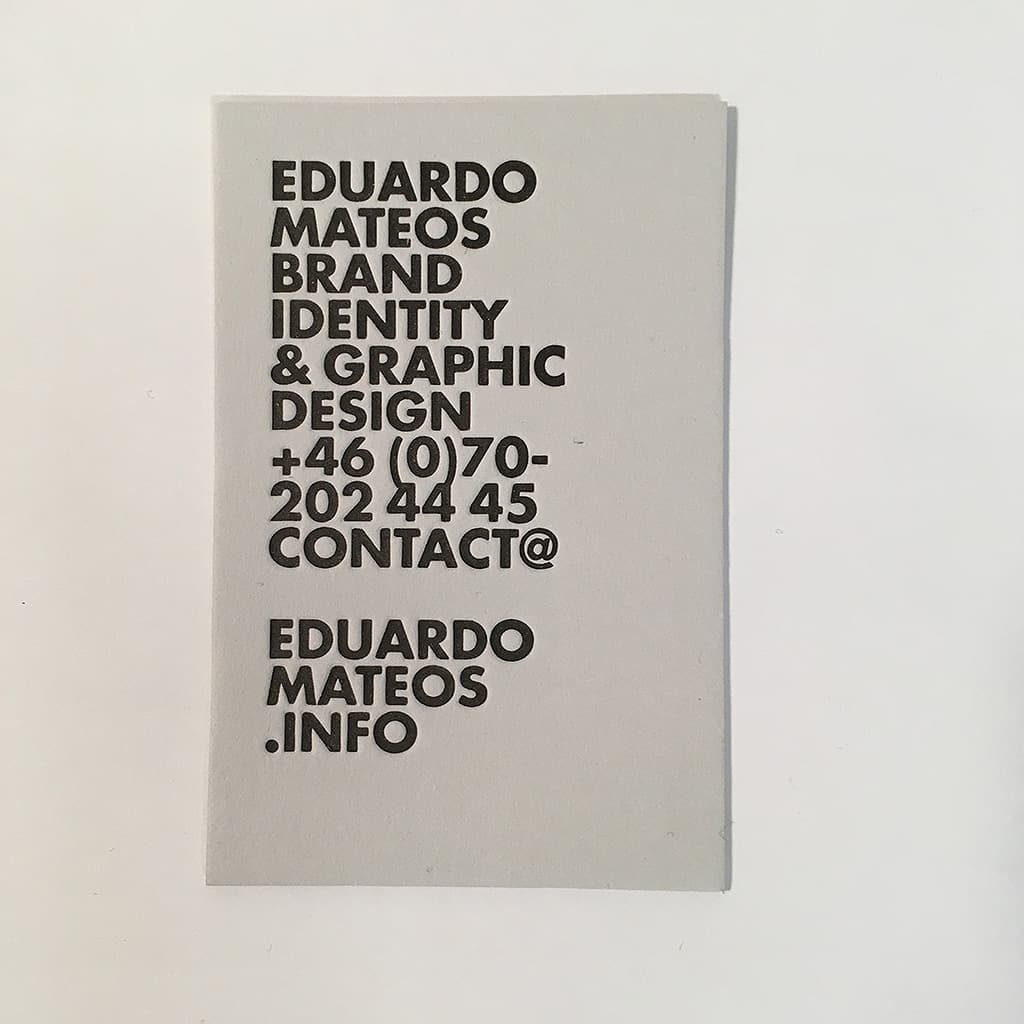 EDUARDO
MATEOS
BRAND
IDENTITY
& GRAPHIC
DESIGN
+46 (0)70-
202 44 45
CONTACT@
EDUARDO
MATEOS
.INFO